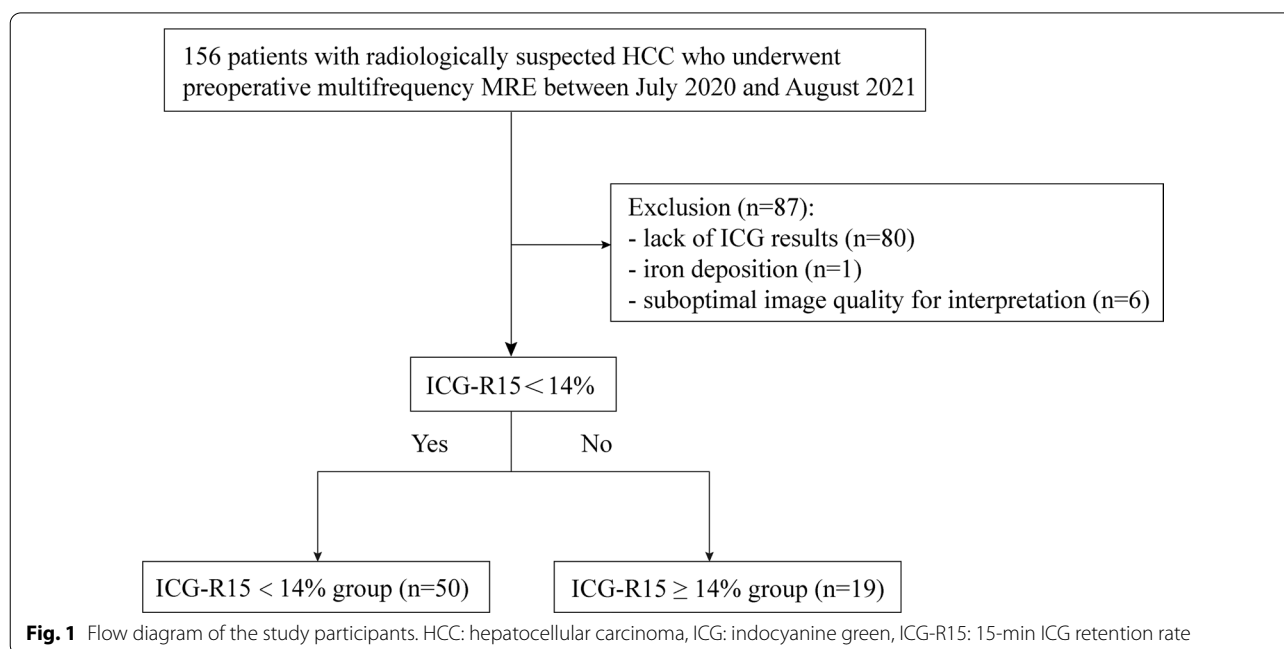 156 patients with radiologically suspected HCC who underwent
preoperative multifrequency MRE between July 2020 and August 2021
Exclusion (n=87):
- lack of ICG results (n=80)
- iron deposition (n=1)
- suboptimal image quality for interpretation (n=6)
ICG-R15<14%
Yes
No
ICG-R15 < 14% group (n=50)
ICG-R15 ≥ 14% group (n=19)
Fig. 1 Flow diagram of the study participants. HCC: hepatocellular carcinoma, ICG: indocyanine green, ICG-R15: 15-min ICG retention rate